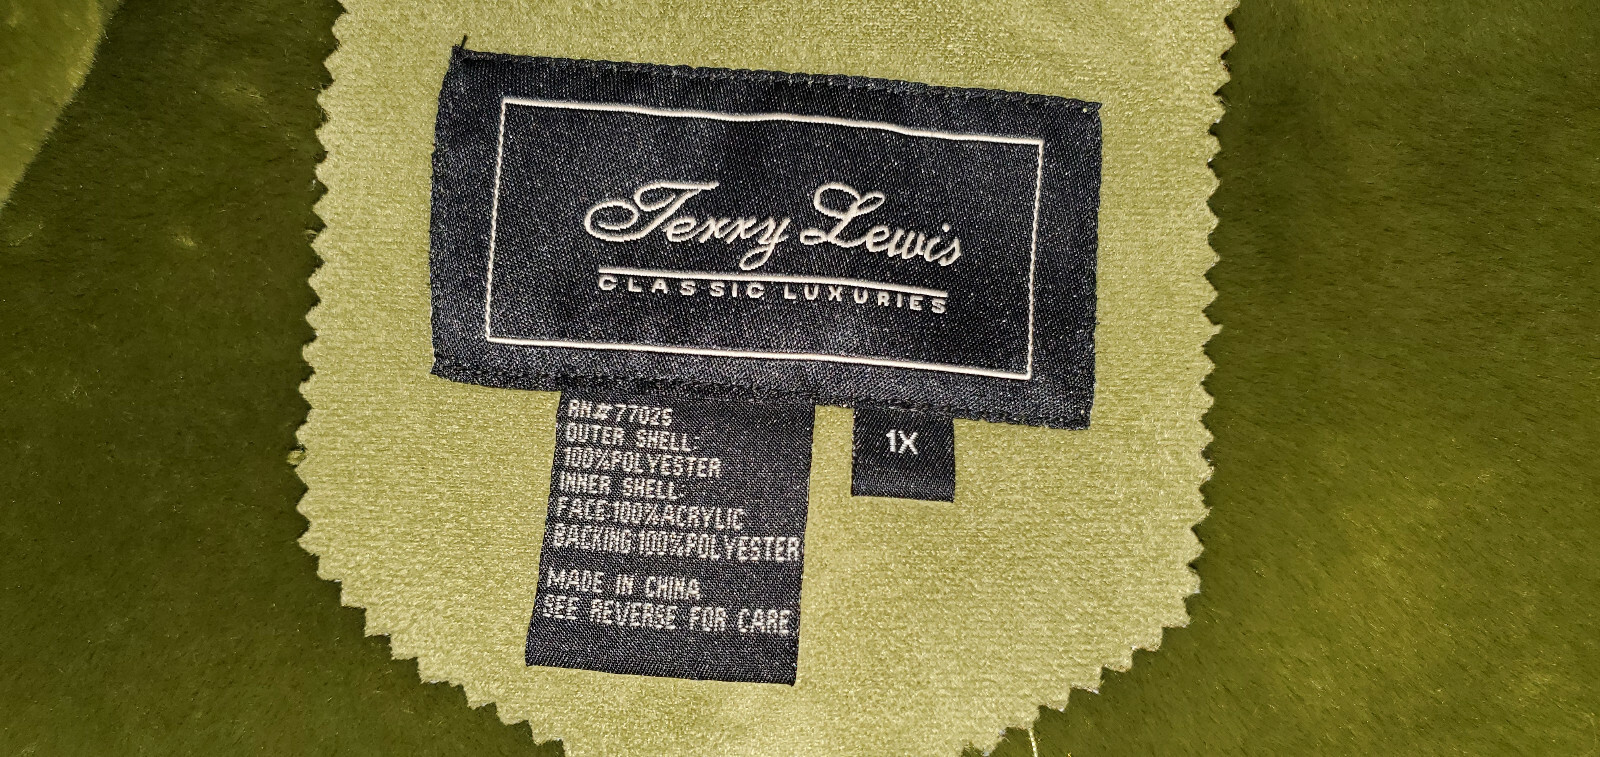 Terry Lewis
CLASSIC LUXURIES
RN#77025
OUTER SHELL:
100%POLYESTER
INNER SHELL
FACE:100%ACRYLIC
BACKING:100%POLYESTER
MADE IN CHINA
SEE REVERSE FOR CARE
1X